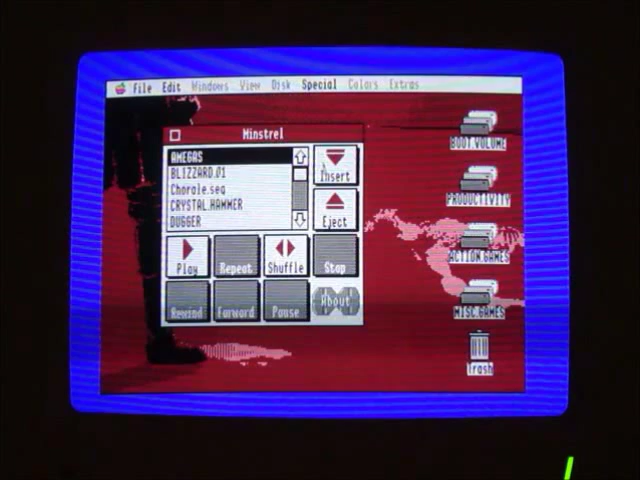 File Edit Windows View Disk Special Colors Extras
Minstrel
AMEGAS
BLIZZARD.01
Chorale.seq
CRYSTAL.HAMMER
DUGGER
Insert
Eject
Play Repeat Shuffle Stop
Rewind Forward Pause About
BOOT.VOLUME
PRODUCTIVITY
ACTION.GAMES
MISC.GAMES
Trash